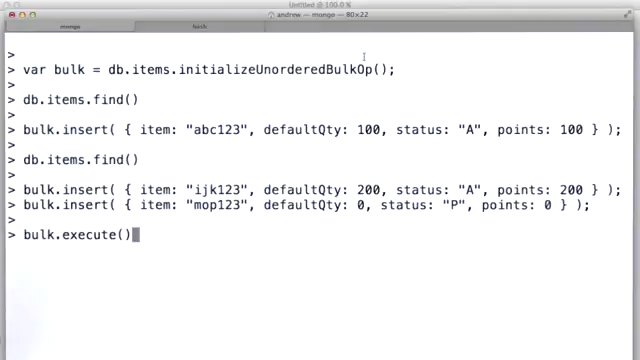 Untitled @ 100.0 %
andrew — mongo — 80×22
mongo
bash
>
> var bulk = db.items.initializeUnorderedBulkOp();
>
> db.items.find()
>
> bulk.insert( { item: "abc123", defaultQty: 100, status: "A", points: 100 } );
>
> db.items.find()
>
> bulk.insert( { item: "ijk123", defaultQty: 200, status: "A", points: 200 } );
> bulk.insert( { item: "mop123", defaultQty: 0, status: "P", points: 0 } );
>
> bulk.execute()